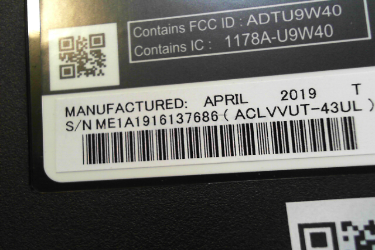 Contains FCC ID : ADTU9W40
Contains IC : 1178A-U9W40
MANUFACTURED: APRIL 2019 T
S/N ME1A1916137686 ( ACLVVUT-43UL )